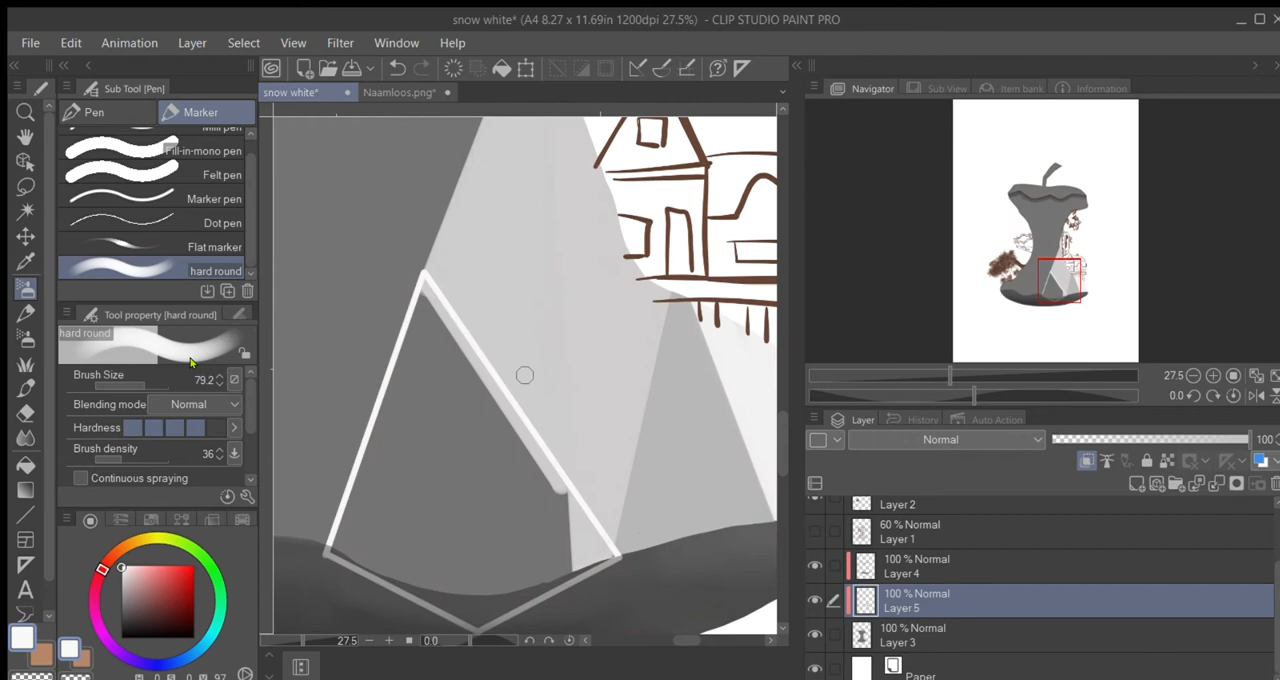 snow white* (A4 8.27 x 11.69in 1200dpi 27.5%) - CLIP STUDIO PAINT PRO
File Edit Animation Layer Select View Filter Window Help
Sub Tool [Pen]
snow white*
Naamloos.png*
Navigator
Sub View
Item bank
Information
Pen
Marker
Milli pen
Fill-in-mono pen
Felt pen
Marker pen
Dot pen
Flat marker
hard round
Tool property [hard round]
hard round
Brush Size 79.2
Blending mode Normal
Hardness
Brush density 36
Continuous spraying
H 0 S 0 V 97
27.5
0.0
27.5
0.0
Layer
History
Auto Action
Normal
100
Layer 2
60 % Normal
Layer 1
100 % Normal
Layer 4
100 % Normal
Layer 5
100 % Normal
Layer 3
Paper